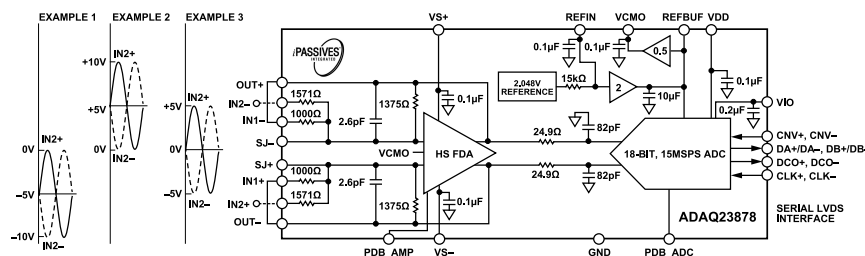 EXAMPLE 1 EXAMPLE 2 EXAMPLE 3
IN2+
+10V
+5V
0V
IN2–
IN2+
0V
–5V
–10V
IN2–
IN2+
+5V
0V
–5V
IN2–
iPASSIVES
INTEGRATED
VS+
REFIN
VCMO
REFBUF
VDD
0.1µF
0.1µF
0.5
2,048V
REFERENCE
15kΩ
2
10µF
0.1µF
VIO
0.2µF
OUT+
IN2–
IN1–
SJ–
1571Ω
1000Ω
2.6pF
1375Ω
0.1µF
VCMO
HS FDA
24.9Ω
82pF
24.9Ω
82pF
18-BIT, 15MSPS ADC
CNV+, CNV–
DA+/DA–, DB+/DB–
DCO+, DCO–
CLK+, CLK–
SJ+
IN1+
IN2+
OUT–
1000Ω
1571Ω
2.6pF
1375Ω
0.1µF
ADAQ23878
SERIAL LVDS
INTERFACE
PDB_AMP
VS–
GND
PDB_ADC